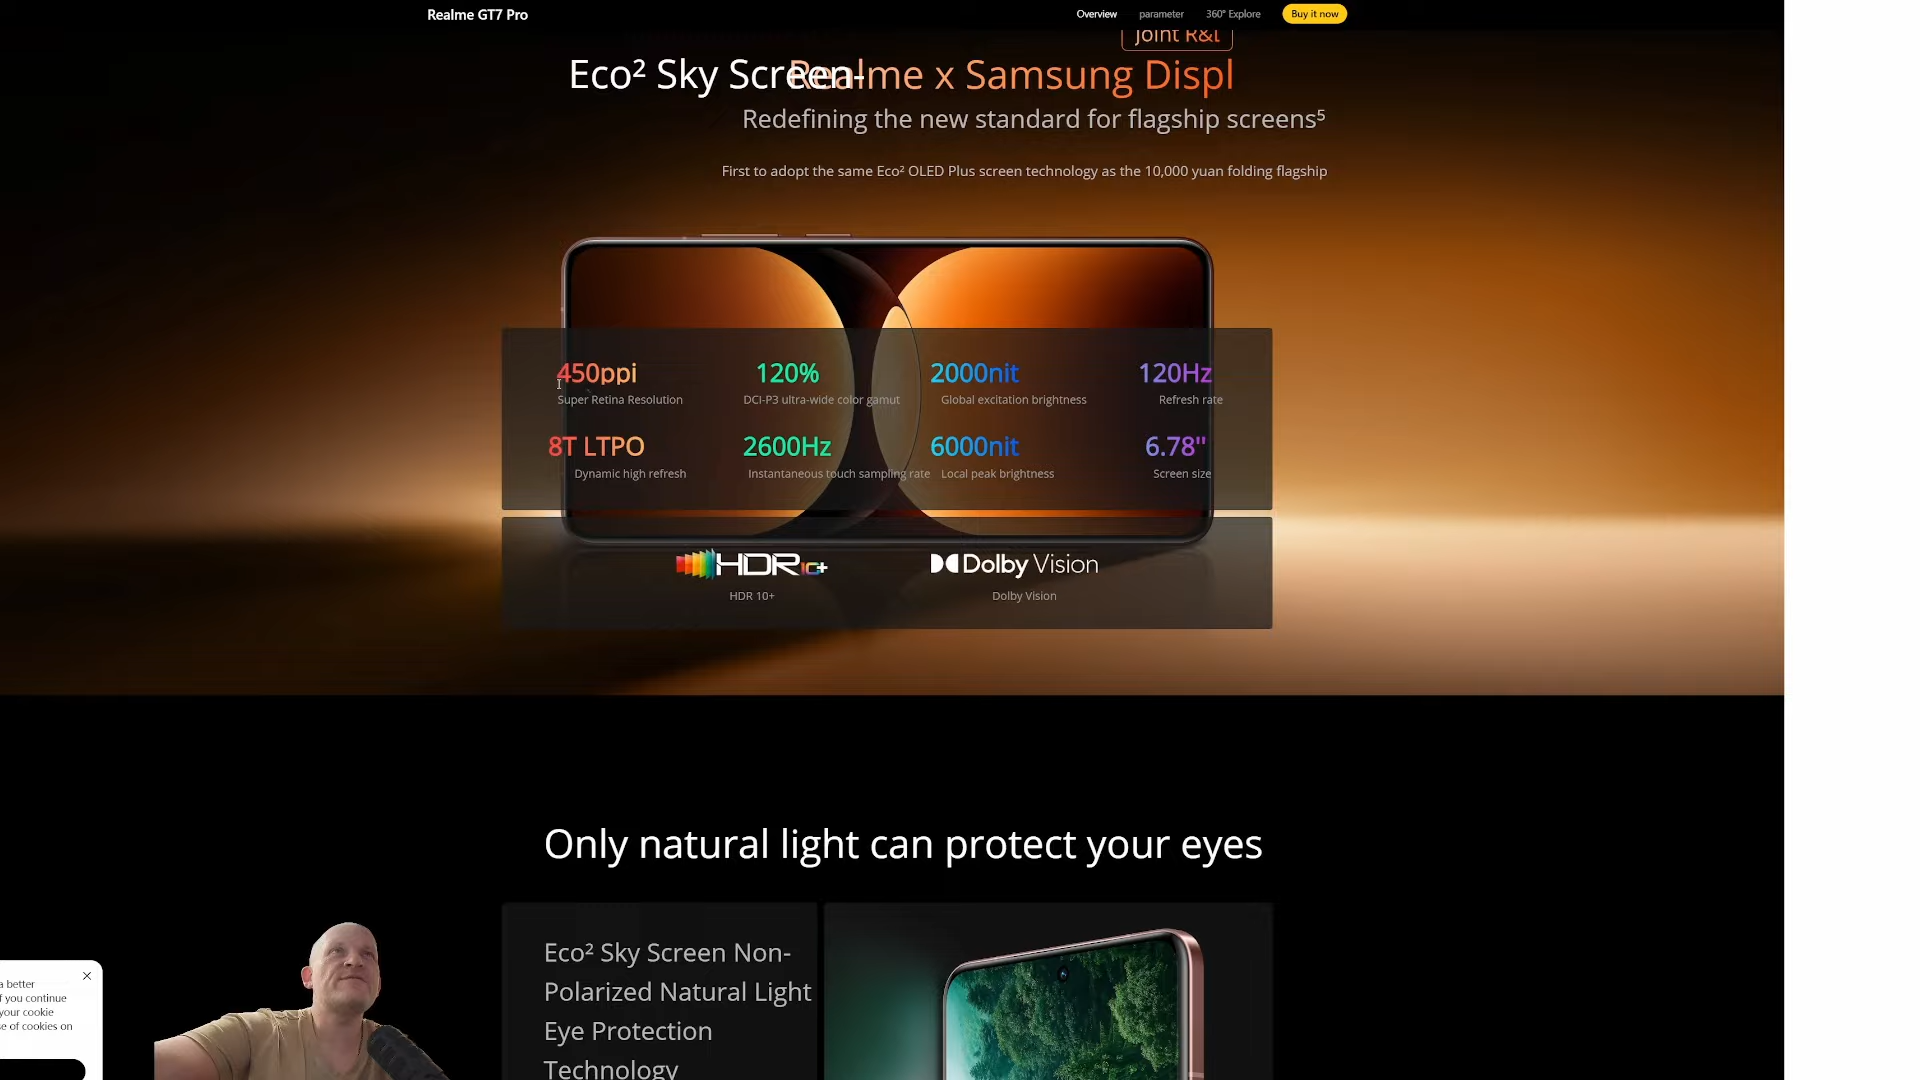 Realme GT7 Pro
Overview
parameter
360° Explore
Buy it now
Joint R&D
Eco² Sky Screen-
Realme x Samsung Displ
Redefining the new standard for flagship screens⁵
First to adopt the same Eco² OLED Plus screen technology as the 10,000 yuan folding flagship
450ppi
Super Retina Resolution
120%
DCI-P3 ultra-wide color gamut
2000nit
Global excitation brightness
120Hz
Refresh rate
8T LTPO
Dynamic high refresh
2600Hz
Instantaneous touch sampling rate
6000nit
Local peak brightness
6.78"
Screen size
HDR10+
HDR 10+
Dolby Vision
Dolby Vision
Only natural light can protect your eyes
Eco² Sky Screen Non-
Polarized Natural Light
Eye Protection
Technology
a better
f you continue
your cookie
se of cookies on